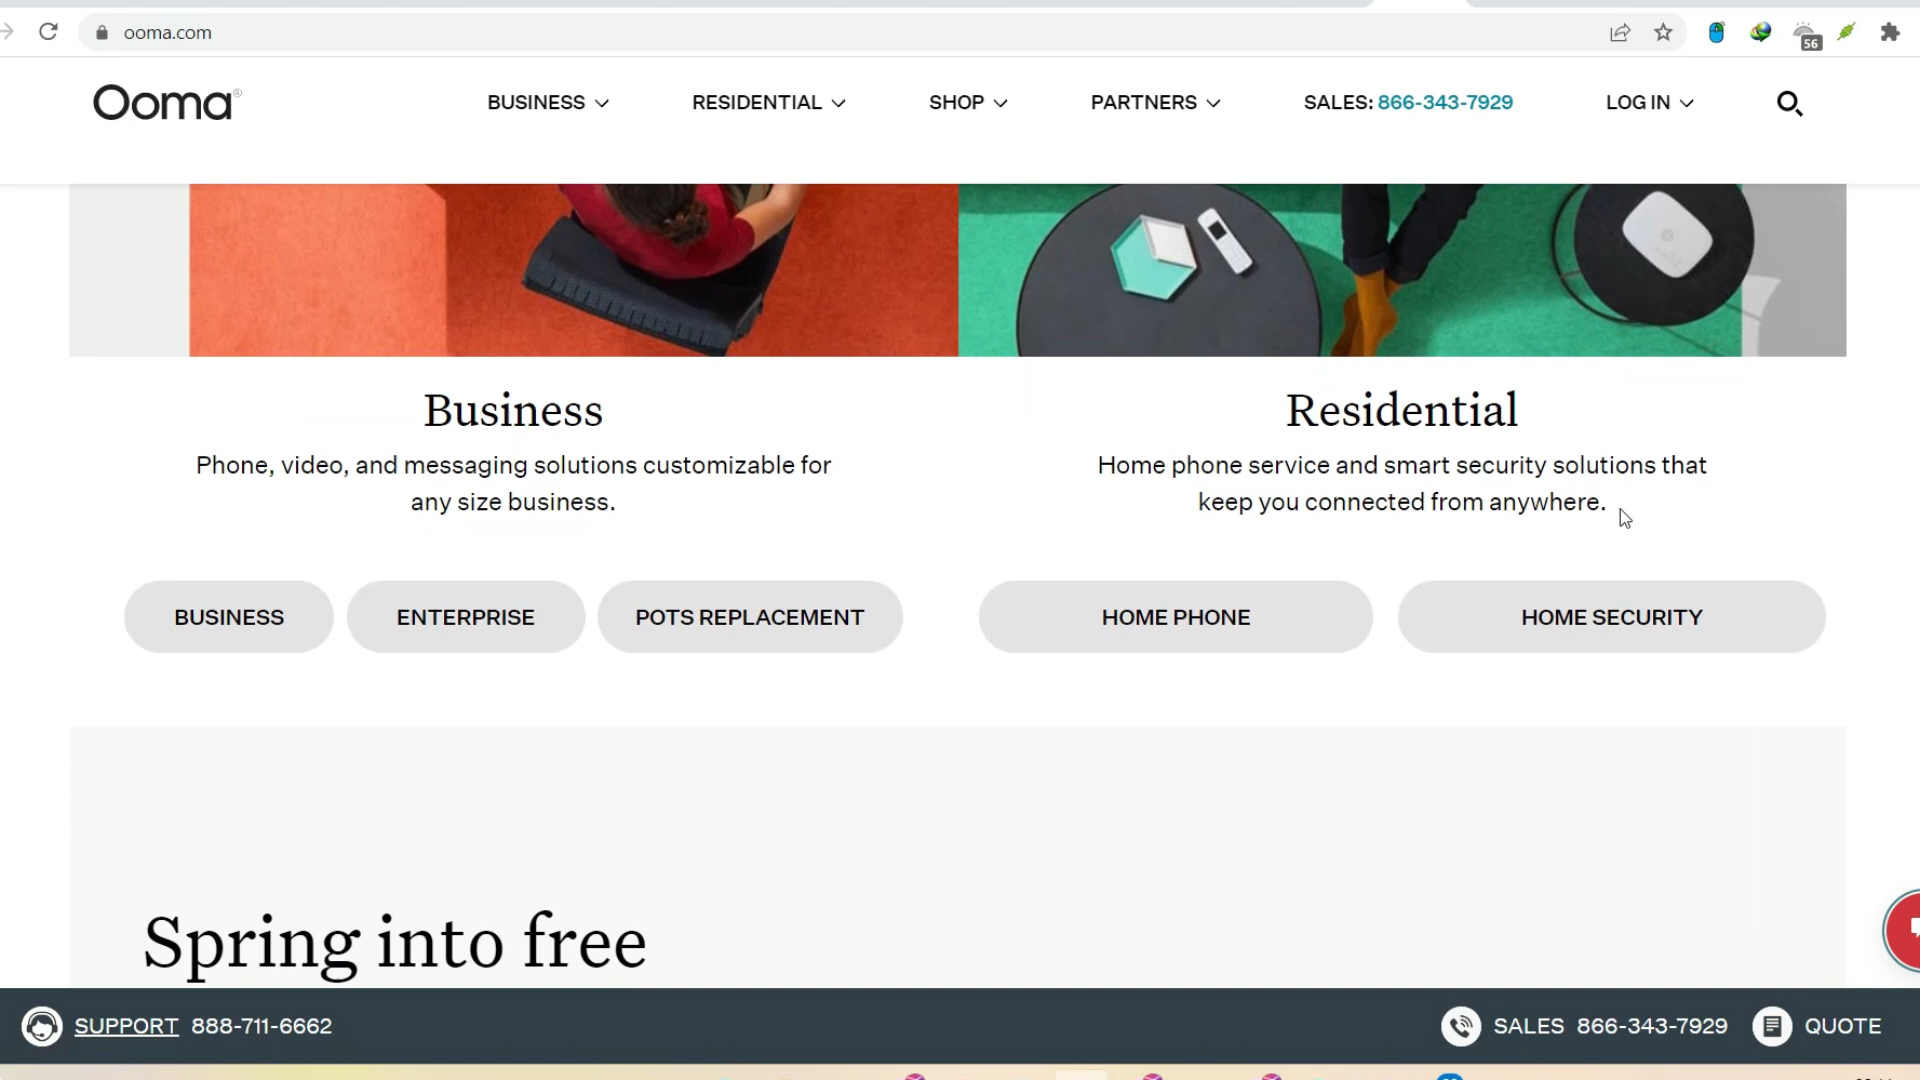 ooma.com
56
Ooma®
BUSINESS
RESIDENTIAL
SHOP
PARTNERS
SALES: 866-343-7929
LOG IN
Business
Phone, video, and messaging solutions customizable for
any size business.
BUSINESS
ENTERPRISE
POTS REPLACEMENT
Residential
Home phone service and smart security solutions that
keep you connected from anywhere.
HOME PHONE
HOME SECURITY
Spring into free
SUPPORT 888-711-6662
SALES 866-343-7929
QUOTE